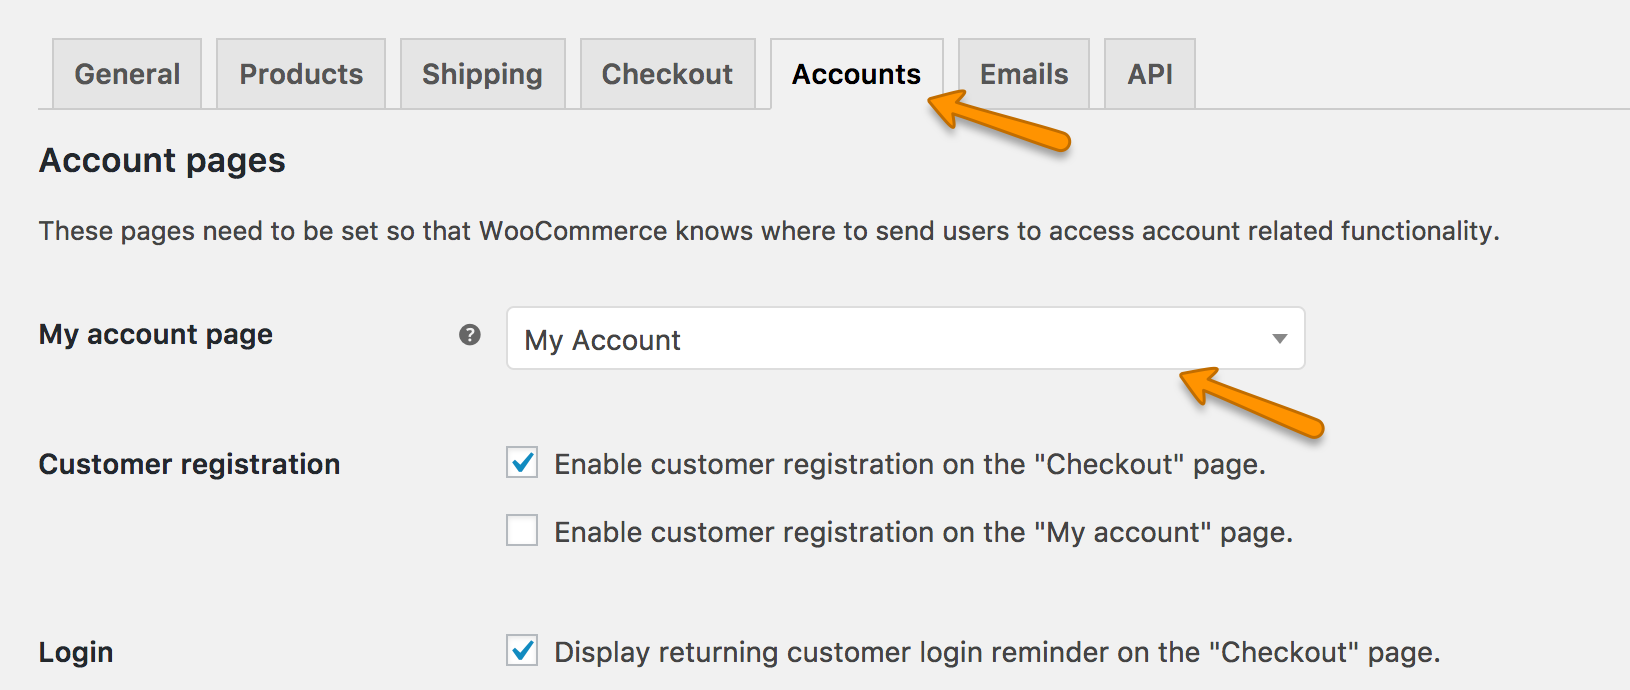 General Products Shipping Checkout Accounts Emails API
Account pages
These pages need to be set so that WooCommerce knows where to send users to access account related functionality.
My account page ? My Account
Customer registration Enable customer registration on the "Checkout" page.
Enable customer registration on the "My account" page.
Login Display returning customer login reminder on the "Checkout" page.